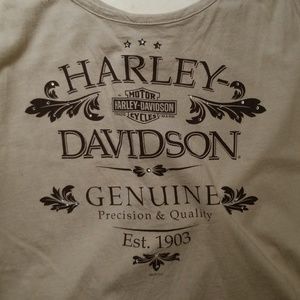 HARLEY-
MOTOR
HARLEY-DAVIDSON
CYCLES
DAVIDSON
GENUINE
Precision & Quality
Est. 1903